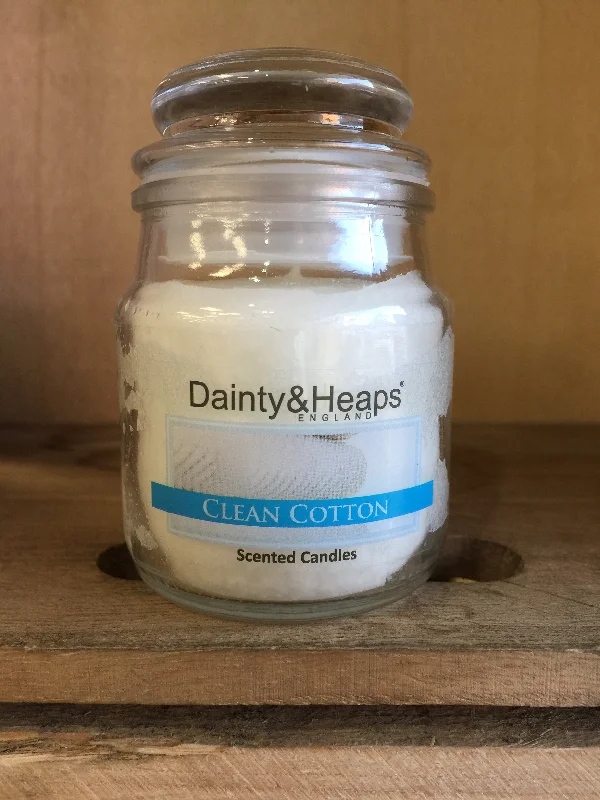 Dainty&Heaps®
ENGLAND
CLEAN COTTON
Scented Candles